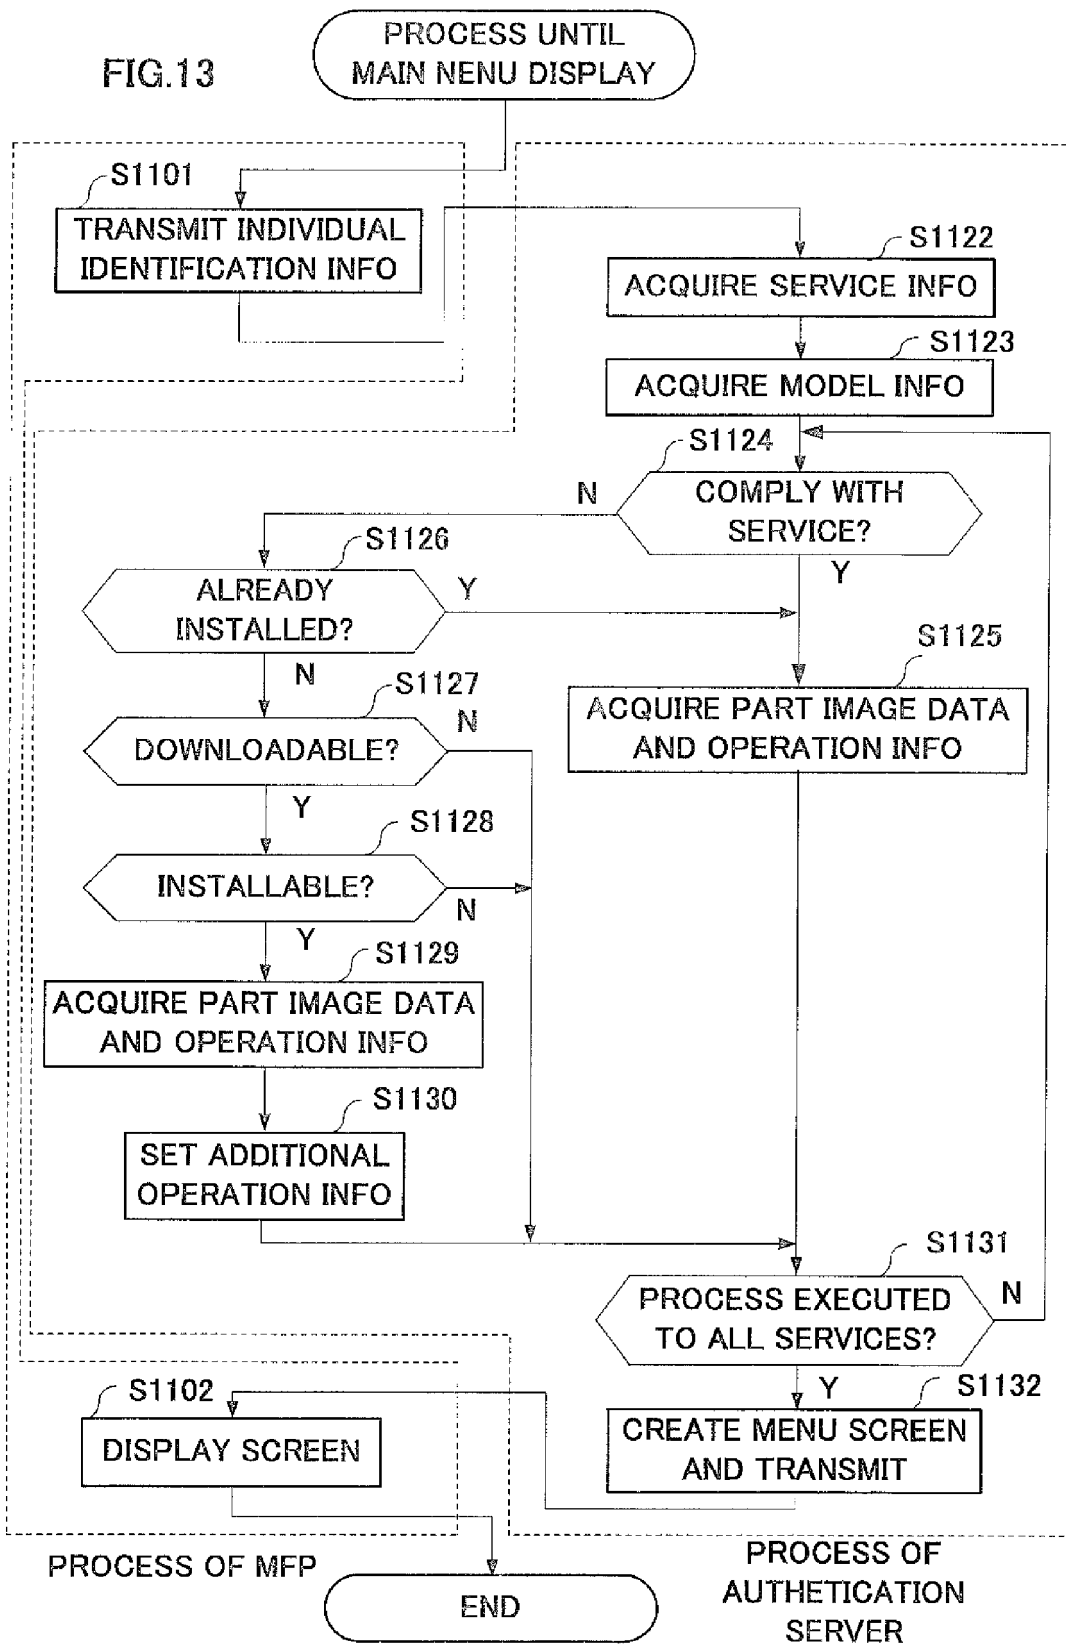 PROCESS UNTIL
MAIN NENU DISPLAY
FIG.13
S1101
TRANSMIT INDIVIDUAL
IDENTIFICATION INFO
S1122
ACQUIRE SERVICE INFO
S1123
ACQUIRE MODEL INFO
S1124
COMPLY WITH
SERVICE?
N
Y
S1126
ALREADY
INSTALLED?
Y
N
S1125
ACQUIRE PART IMAGE DATA
AND OPERATION INFO
S1127
DOWNLOADABLE?
N
Y
S1128
INSTALLABLE?
N
Y
S1129
ACQUIRE PART IMAGE DATA
AND OPERATION INFO
S1130
SET ADDITIONAL
OPERATION INFO
S1131
PROCESS EXECUTED
TO ALL SERVICES?
N
Y
S1132
CREATE MENU SCREEN
AND TRANSMIT
S1102
DISPLAY SCREEN
PROCESS OF MFP
PROCESS OF
AUTHETICATION
SERVER
END